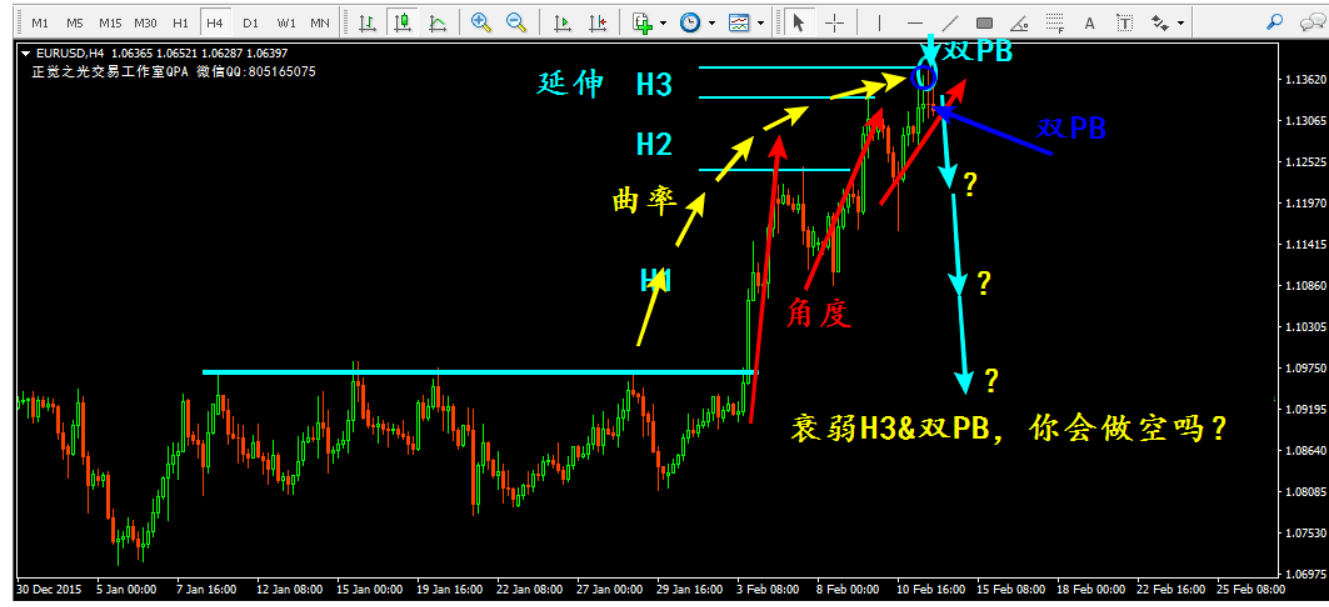 M1 M5 M15 M30 H1 H4 D1 W1 MN
F A T
EURUSD,H4 1.06365 1.06521 1.06287 1.06397
正觉之光交易工作室QPA 微信QQ:805165075
双PB
延伸 H3
1.13620
1.13065
双PB
H2
1.12525
?
曲率
1.11970
1.11415
H1
?
1.10860
角度
1.10305
1.09750
?
1.09195
衰弱H3&双PB, 你会做空吗?
1.08640
1.08085
1.07530
1.06975
30 Dec 2015 5 Jan 00:00 7 Jan 16:00 12 Jan 08:00 15 Jan 00:00 19 Jan 16:00 22 Jan 08:00 27 Jan 00:00 29 Jan 16:00 3 Feb 08:00 8 Feb 00:00 10 Feb 16:00 15 Feb 08:00 18 Feb 00:00 22 Feb 16:00 25 Feb 08:00